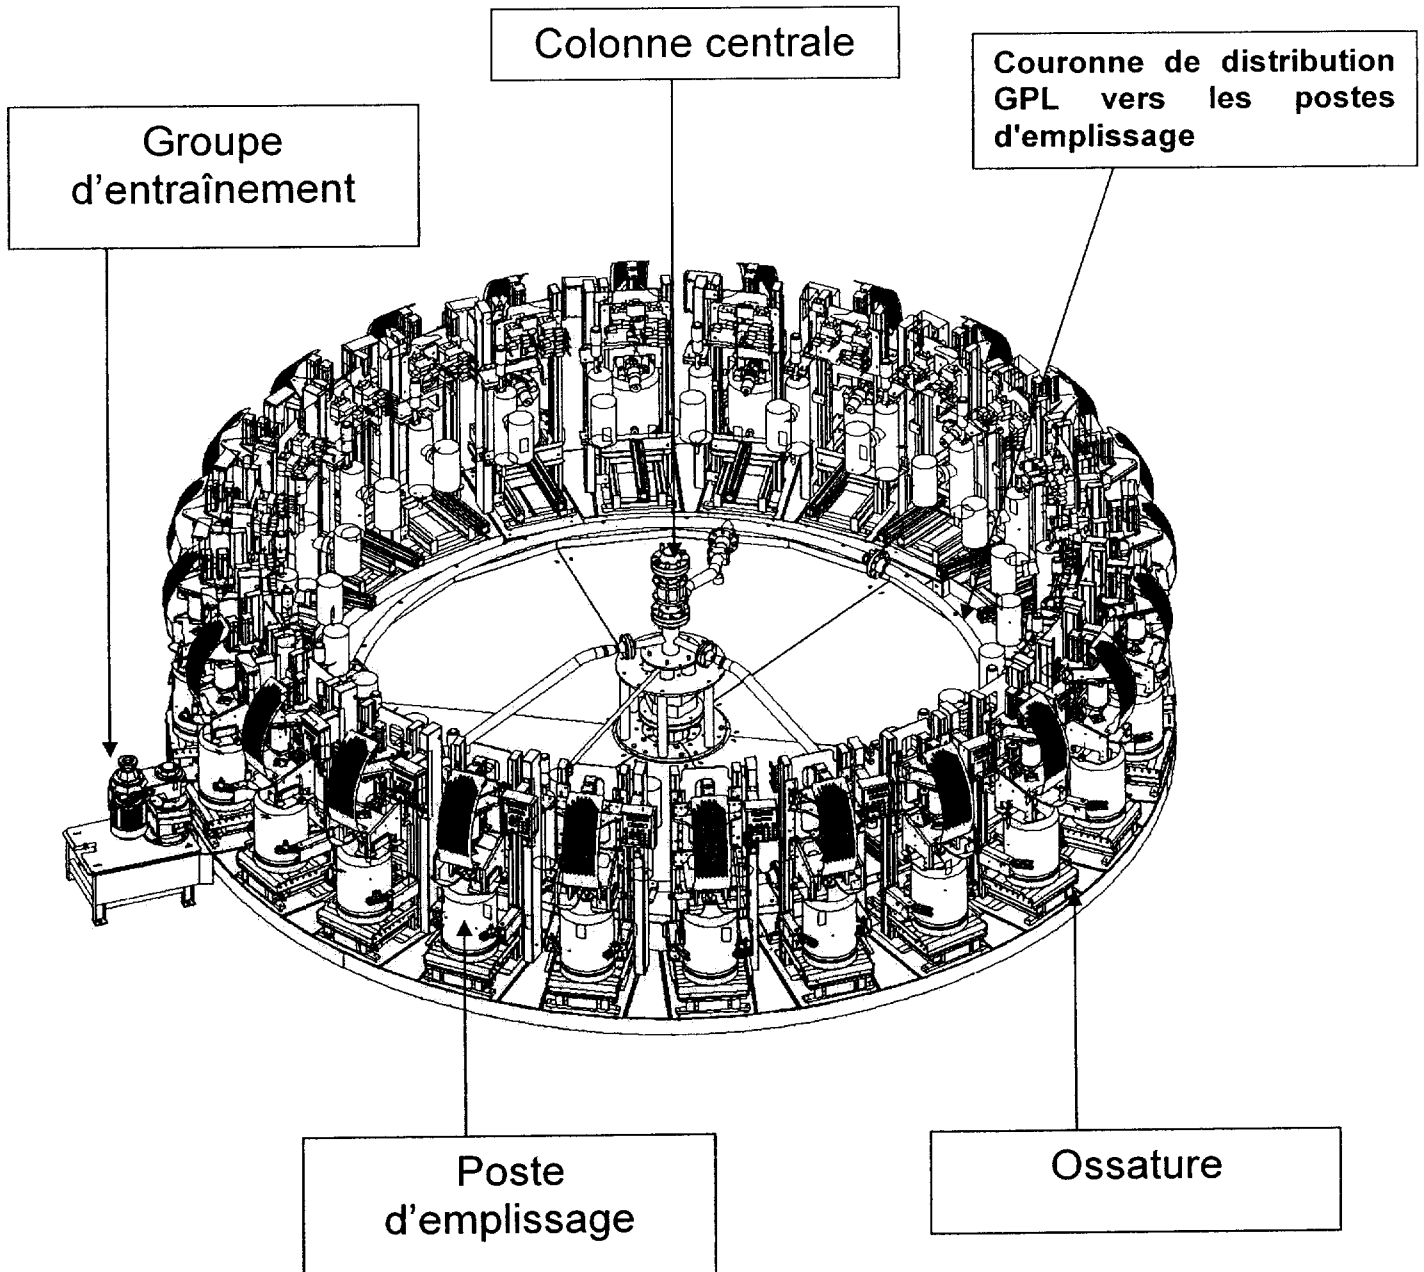 Colonne centrale
Couronne de distribution
GPL vers les postes
d'emplissage
Groupe
d’entraînement
Poste
d’emplissage
Ossature